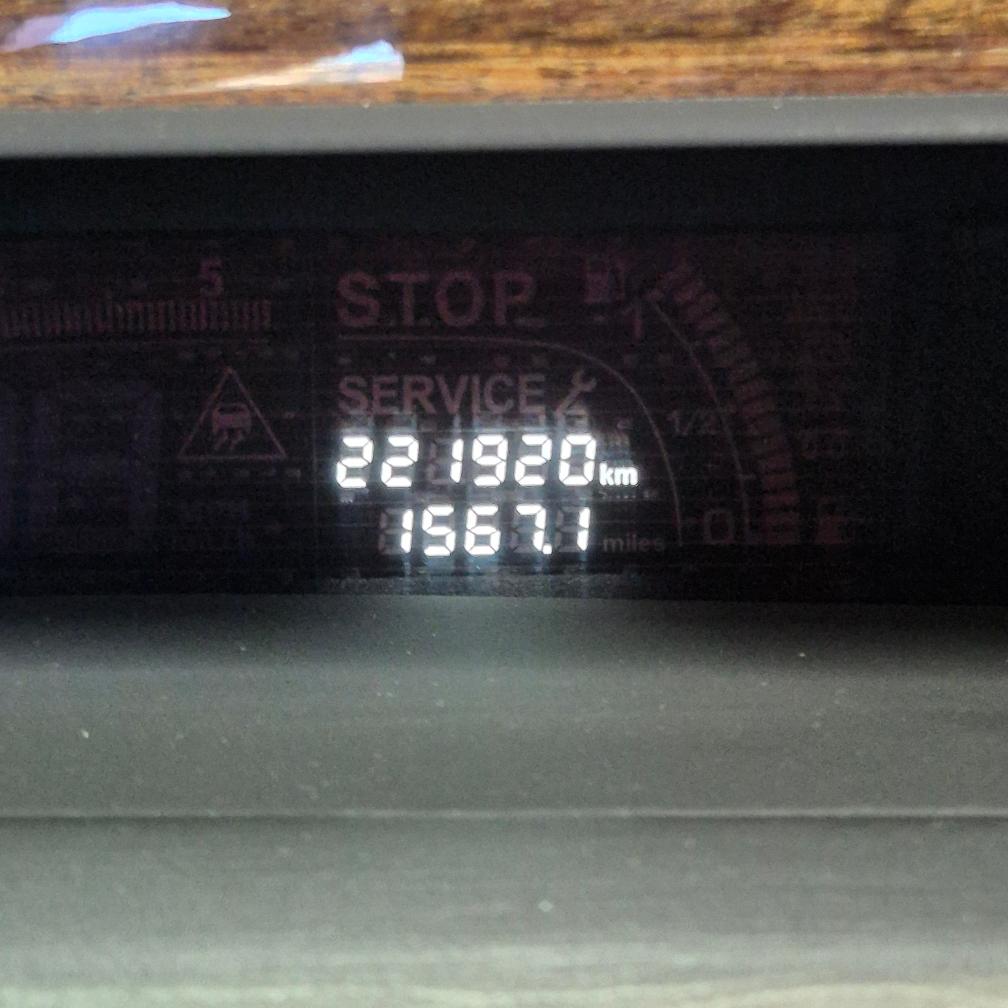 5
STOP
1
SERVICE
1/2
221920 km
1567.1 miles
0